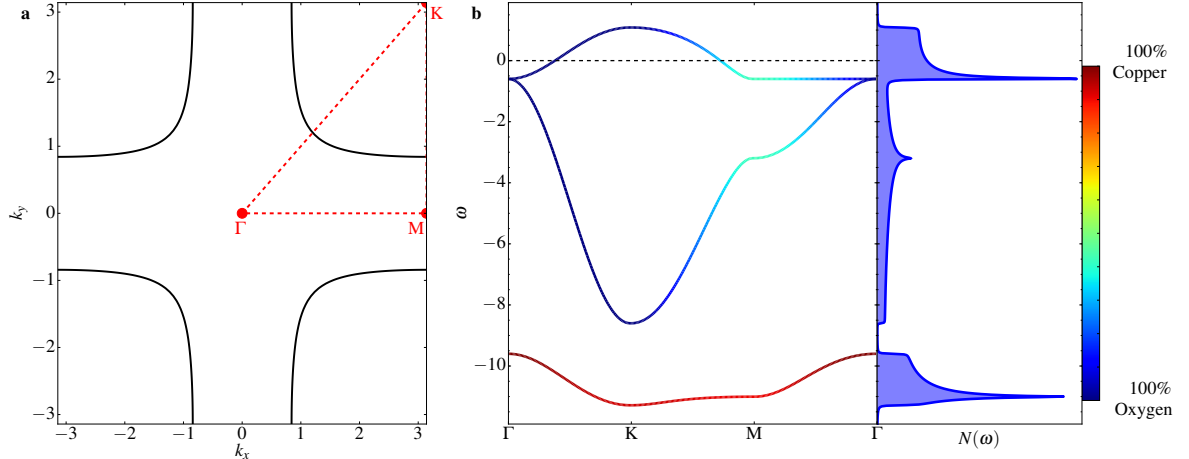 a
3
2
1
0
−1
−2
−3
k_y
−3
−2
−1
0
1
2
3
k_x
K
Γ
M
b
0
−2
−4
−6
−8
−10
ω
Γ
K
M
Γ
N(ω)
100%
Copper
100%
Oxygen